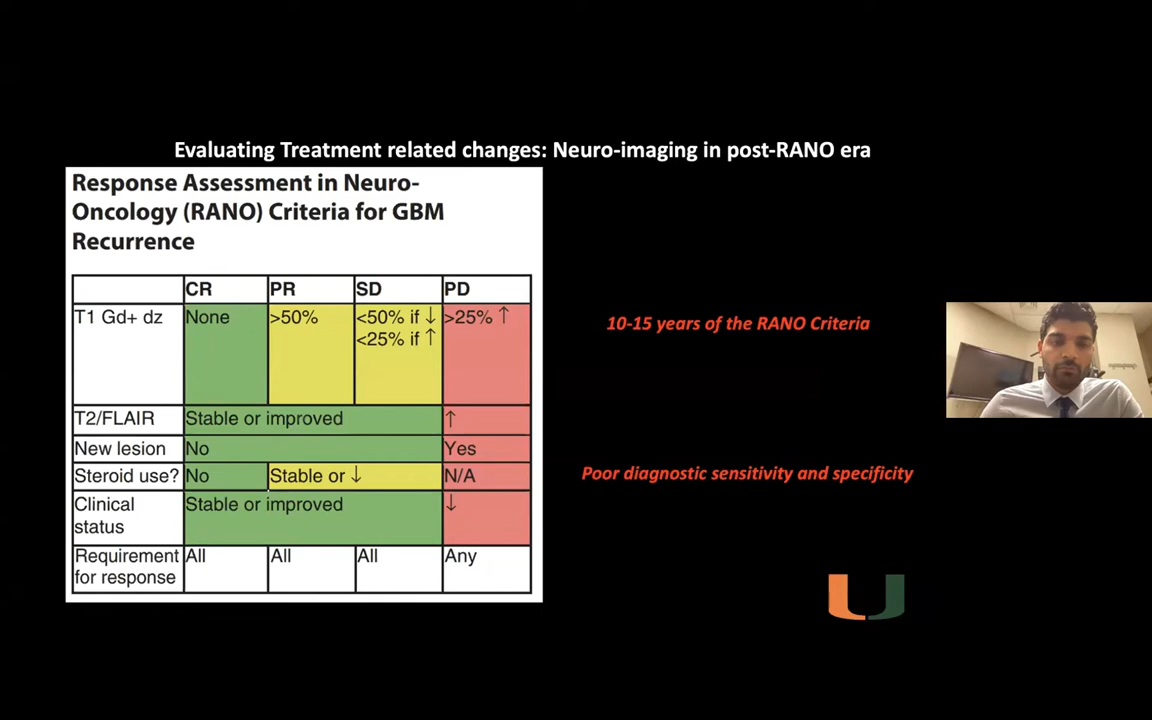 Evaluating Treatment related changes: Neuro-imaging in post-RANO era
Response Assessment in Neuro-
Oncology (RANO) Criteria for GBM
Recurrence
CR PR SD PD
T1 Gd+ dz None >50% <50% if ↓ >25% ↑
<25% if ↑
T2/FLAIR Stable or improved ↑
New lesion No Yes
Steroid use? No Stable or ↓ N/A
Clinical Stable or improved ↓
status
Requirement All All All Any
for response
10-15 years of the RANO Criteria
Poor diagnostic sensitivity and specificity